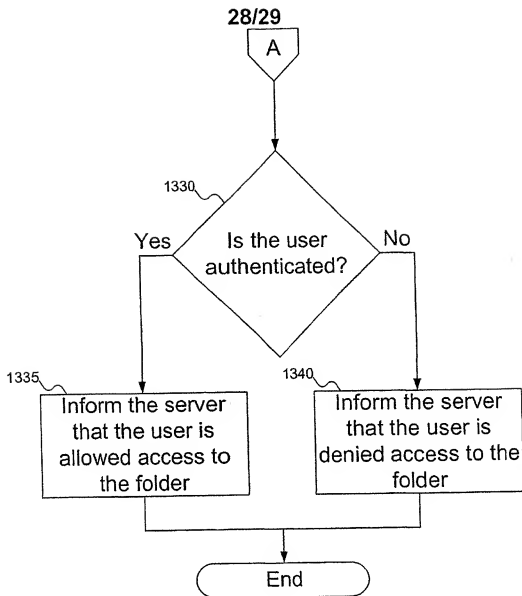 28/29
A
1330
Is the user
authenticated?
Yes
No
1335
Inform the server
that the user is
allowed access to
the folder
1340
Inform the server
that the user is
denied access to the
folder
End